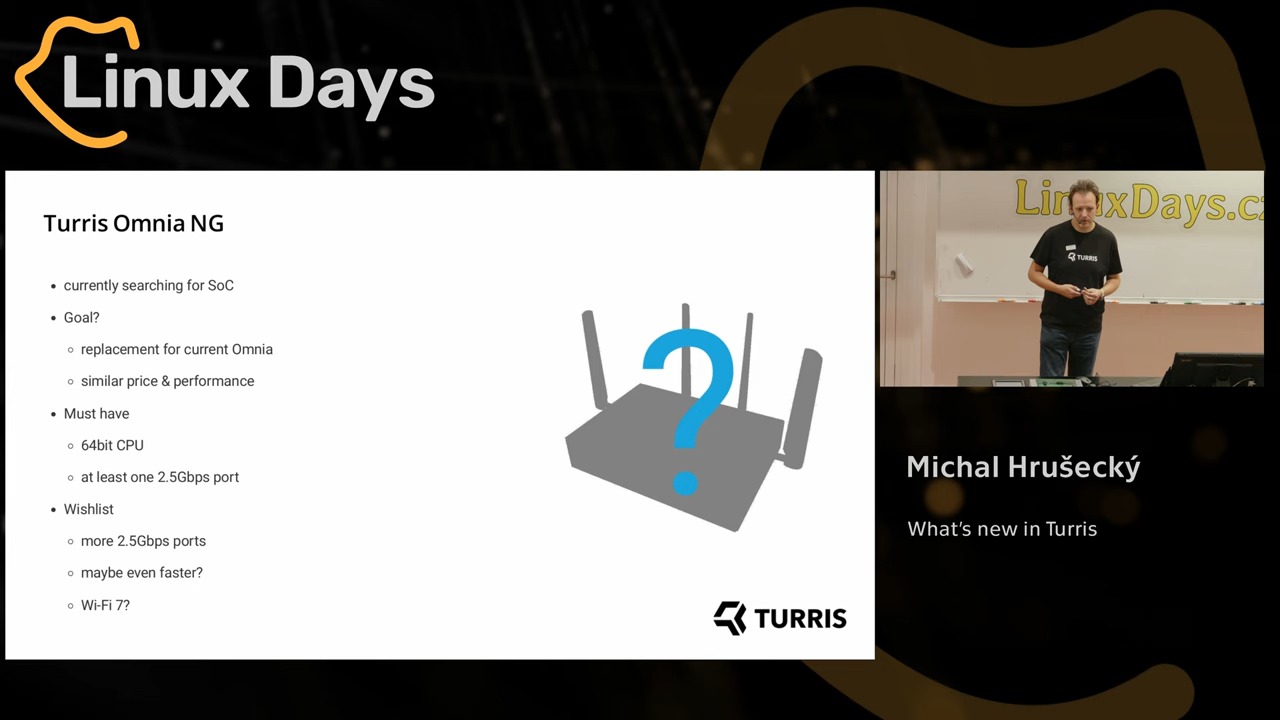 Linux Days
Turris Omnia NG
currently searching for SoC
Goal?
replacement for current Omnia
similar price & performance
Must have
64bit CPU
at least one 2.5Gbps port
Wishlist
more 2.5Gbps ports
maybe even faster?
Wi-Fi 7?
?
TURRIS
LinuxDays.cz
TURRIS
Michal Hrušecký
What's new in Turris